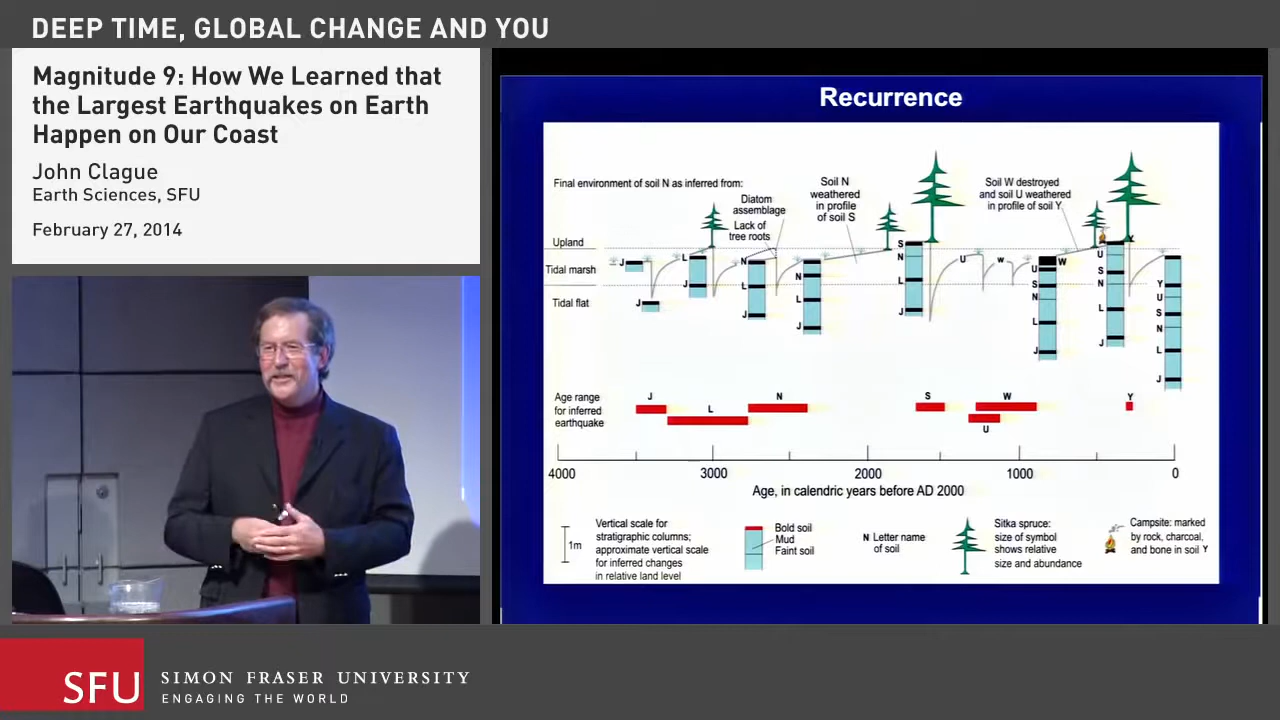 DEEP TIME, GLOBAL CHANGE AND YOU
Magnitude 9: How We Learned that
the Largest Earthquakes on Earth
Happen on Our Coast
John Clague
Earth Sciences, SFU
February 27, 2014
Recurrence
Final environment of soil N as inferred from:
Diatom
assemblage
Lack of
tree roots
Soil N
weathered
in profile
of soil S
Soil W destroyed
and soil U weathered
in profile of soil Y
Upland
Tidal marsh
Tidal flat
J
J
L
J
N
L
J
N
L
J
S
N
L
J
U
W
U
W
S
N
L
J
Y
U
S
N
J
Y
U
S
N
L
J
Age range
for inferred
earthquake
J
L
N
S
W
U
Y
4000
3000
2000
1000
0
Age, in calendric years before AD 2000
1m
Vertical scale for
stratigraphic columns;
approximate vertical scale
for inferred changes
in relative land level
Bold soil
Mud
Faint soil
N Letter name
of soil
Sitka spruce:
size of symbol
shows relative
size and abundance
Campsite: marked
by rock, charcoal,
and bone in soil Y
SFU
SIMON FRASER UNIVERSITY
ENGAGING THE WORLD